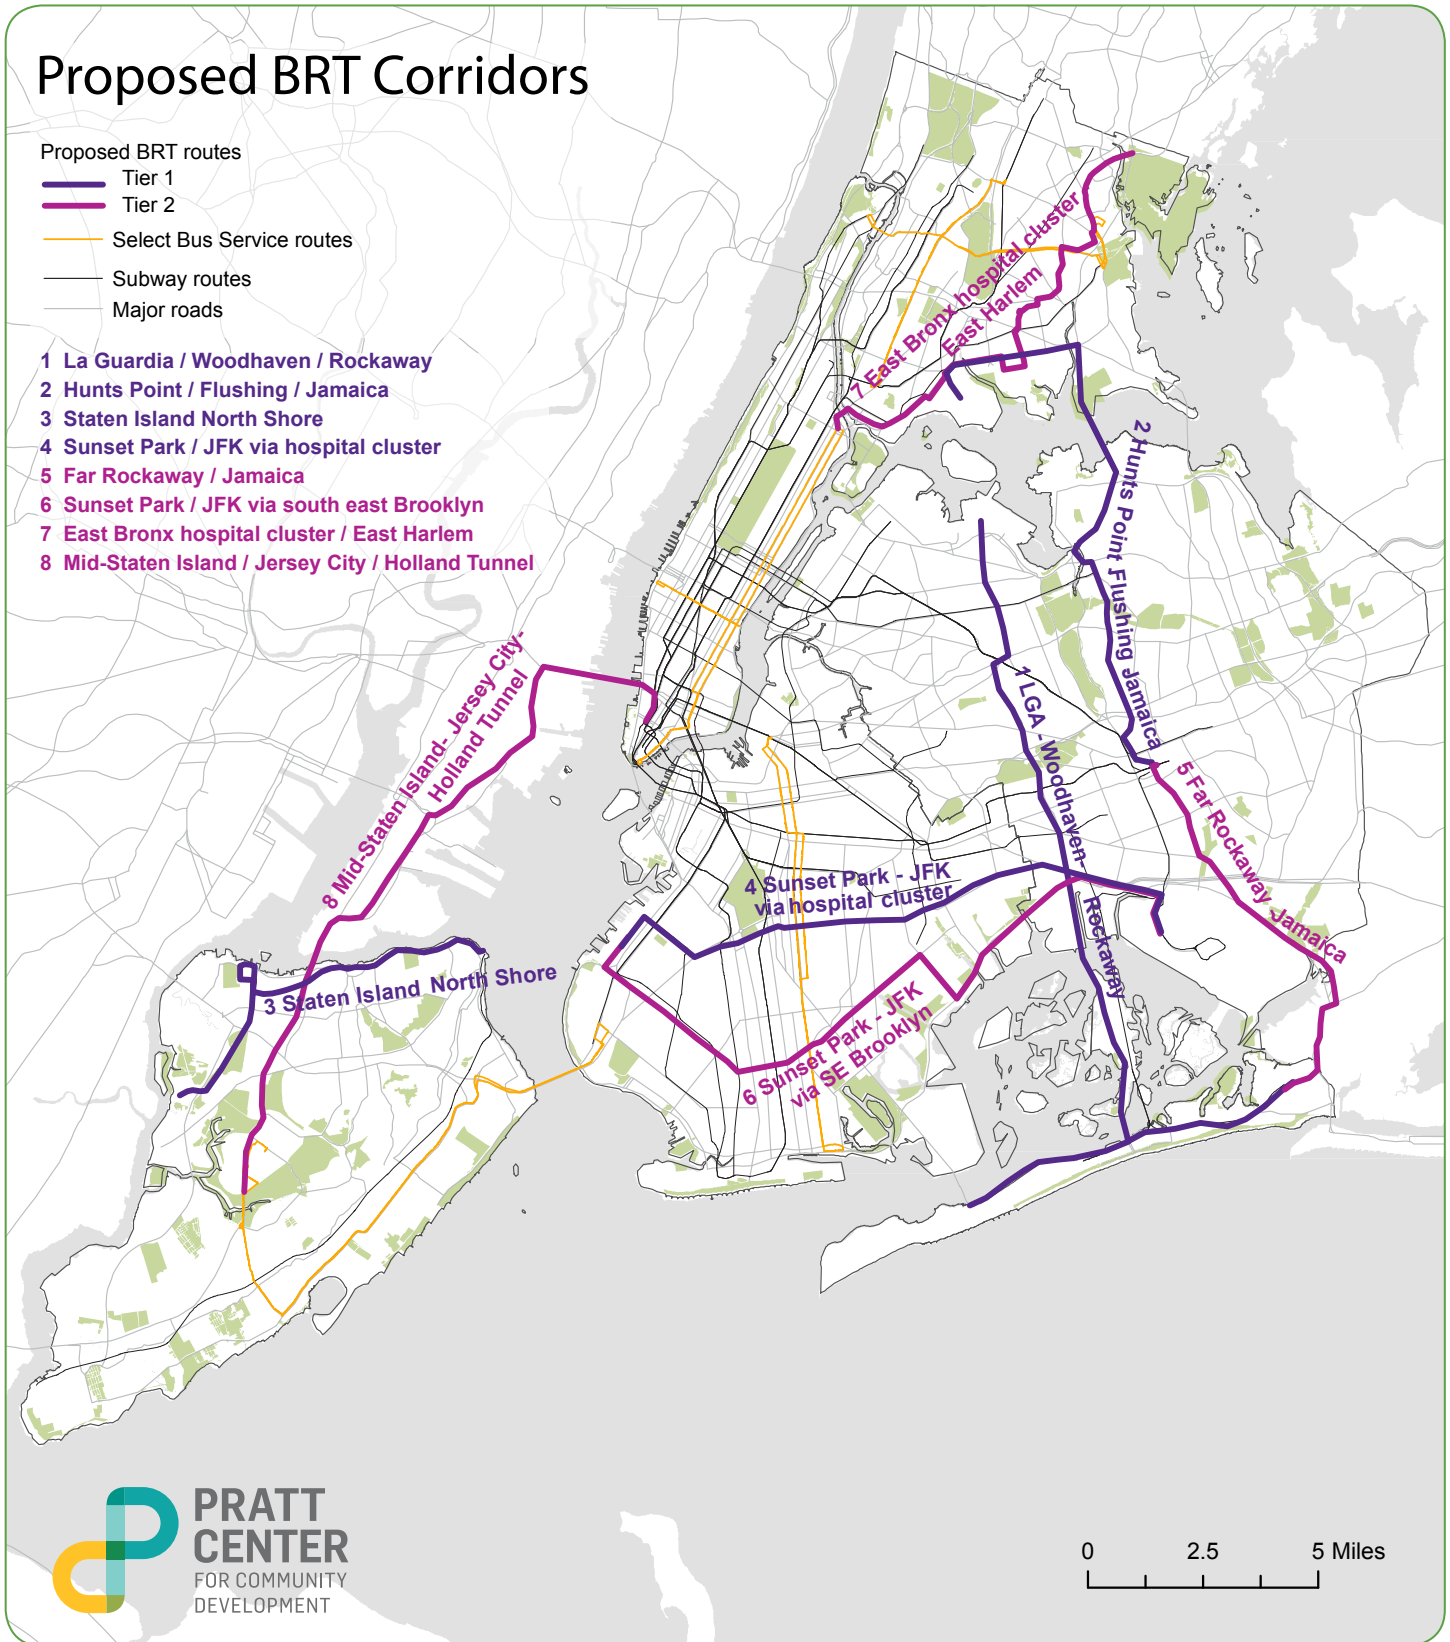 Proposed BRT Corridors
Proposed BRT routes
Tier 1
Tier 2
Select Bus Service routes
Subway routes
Major roads
1 La Guardia / Woodhaven / Rockaway
2 Hunts Point / Flushing / Jamaica
3 Staten Island North Shore
4 Sunset Park / JFK via hospital cluster
5 Far Rockaway / Jamaica
6 Sunset Park / JFK via south east Brooklyn
7 East Bronx hospital cluster / East Harlem
8 Mid-Staten Island / Jersey City / Holland Tunnel
7 East Bronx hospital cluster
East Harlem
2 Hunts Point Flushing Jamaica
1 LGA - Woodhaven-
Rockaway
8 Mid-Staten Island- Jersey City-
Holland Tunnel
5 Far Rockaway Jamaica
4 Sunset Park - JFK
via hospital cluster
3 Staten Island North Shore
6 Sunset Park - JFK
via SE Brooklyn
PRATT
CENTER
FOR COMMUNITY
DEVELOPMENT
0 2.5 5 Miles